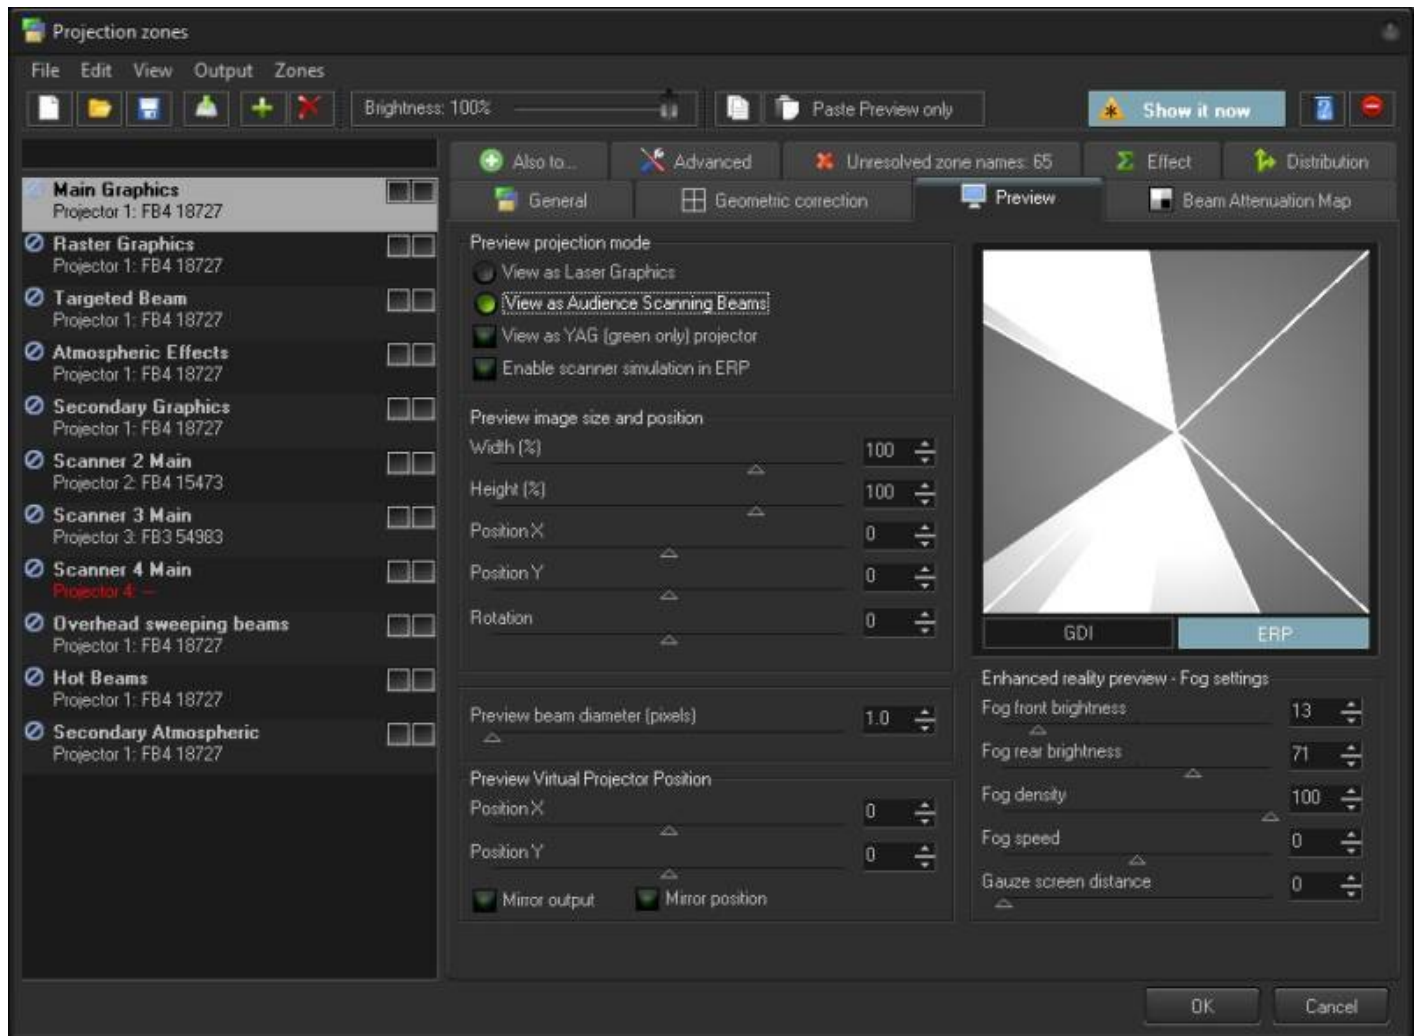 Projection zones
File Edit View Output Zones
Brightness: 100% Paste Preview only Show it now
Also to... Advanced Unresolved zone names: 65 Effect Distribution
General Geometric correction Preview Beam Attenuation Map
Main Graphics
Projector 1: FB4 18727
Raster Graphics
Projector 1: FB4 18727
Targeted Beam
Projector 1: FB4 18727
Atmospheric Effects
Projector 1: FB4 18727
Secondary Graphics
Projector 1: FB4 18727
Scanner 2 Main
Projector 2: FB4 15473
Scanner 3 Main
Projector 3: FB3 54983
Scanner 4 Main
Projector 4: --
Overhead sweeping beams
Projector 1: FB4 18727
Hot Beams
Projector 1: FB4 18727
Secondary Atmospheric
Projector 1: FB4 18727
Preview projection mode
View as Laser Graphics
View as Audience Scanning Beams
View as YAG (green only) projector
Enable scanner simulation in ERP
Preview image size and position
Width (%) 100
Height (%) 100
Position X 0
Position Y 0
Rotation 0
Preview beam diameter (pixels) 1.0
Preview Virtual Projector Position
Position X 0
Position Y 0
Mirror output Mirror position
GDI ERP
Enhanced reality preview - Fog settings
Fog front brightness 13
Fog rear brightness 71
Fog density 100
Fog speed 0
Gauze screen distance 0
OK Cancel